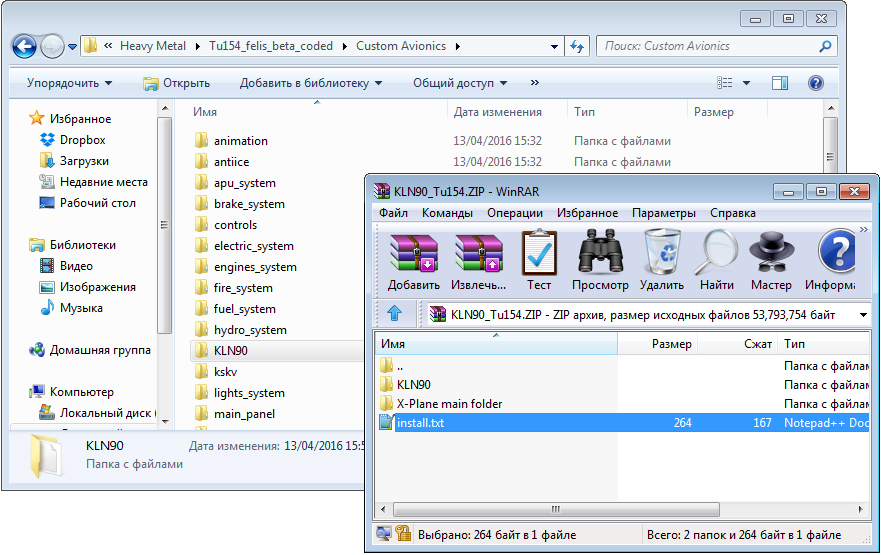 « Heavy Metal ▸ Tu154_felis_beta_coded ▸ Custom Avionics ▸
Поиск: Custom Avionics
Упорядочить Открыть Добавить в библиотеку Общий доступ »
Избранное
Dropbox
Загрузки
Недавние места
Рабочий стол
Библиотеки
Видео
Изображения
Музыка
Домашняя группа
Компьютер
Локальный диск (
Имя Дата изменения Тип Размер
animation 13/04/2016 15:32 Папка с файлами
antiice 13/04/2016 15:32 Папка с файлами
apu_system
brake_system
controls
electric_system
engines_system
fire_system
fuel_system
hydro_system
KLN90
kskv
lights_system
main_panel
KLN90 Дата изменения: 13/04/2016 15:5
Папка с файлами
KLN90_Tu154.ZIP - WinRAR
Файл Команды Операции Избранное Параметры Справка
Добавить Извлечь... Тест Просмотр Удалить Найти Мастер Информа
KLN90_Tu154.ZIP - ZIP архив, размер исходных файлов 53,793,754 байт
Имя Размер Сжат Тип
.. Папка с файлам
KLN90 Папка с файлам
X-Plane main folder Папка с файлам
install.txt 264 167 Notepad++ Doc
Выбрано: 264 байт в 1 файле Всего: 2 папок и 264 байт в 1 файле